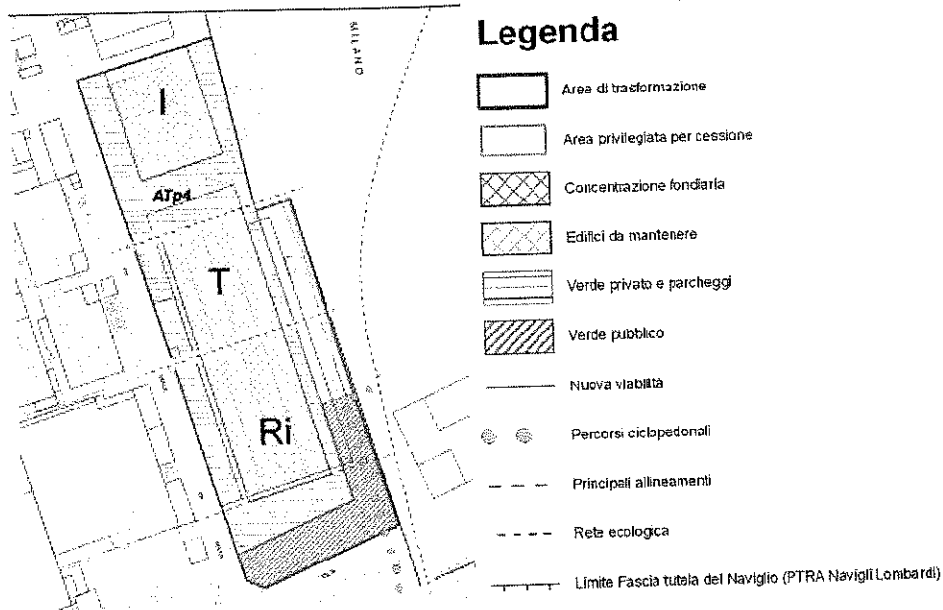 MILANO
I
ATp4
T
Ri
Legenda
Area di trasformazione
Area privilegiata per cessione
Concentrazione fondiaria
Edifici da mantenere
Verde privato e parcheggi
Verde pubblico
Nuova viabilità
Percorsi ciclopedonali
Principali allineamenti
Rete ecologica
Limite Fascia tutela del Naviglio (PTRA Navigli Lombardi)